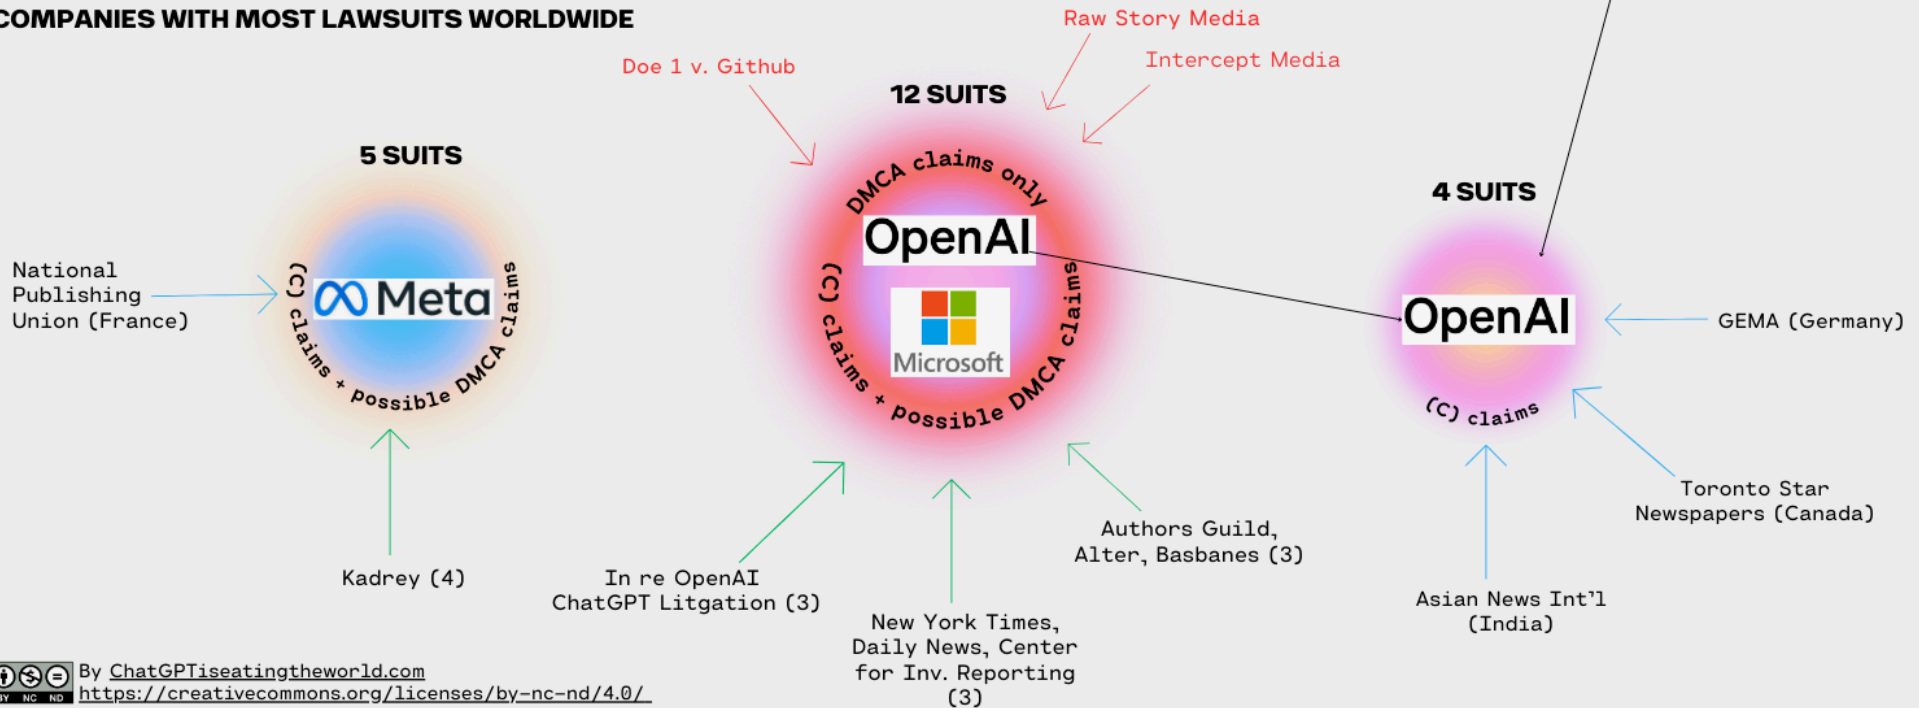 COMPANIES WITH MOST LAWSUITS WORLDWIDE
Raw Story Media
Intercept Media
Doe 1 v. Github
12 SUITS
5 SUITS
4 SUITS
DMCA claims only
OpenAI
Microsoft
(C) claims + possible DMCA claims
National
Publishing
Union (France)
Meta
(C) claims + possible DMCA claims
OpenAI
(C) claims
GEMA (Germany)
Toronto Star
Newspapers (Canada)
Authors Guild,
Alter, Basbanes (3)
Kadrey (4)
In re OpenAI
ChatGPT Litgation (3)
New York Times,
Daily News, Center
for Inv. Reporting
(3)
Asian News Int'l
(India)
By ChatGPTiseatingtheworld.com
https://creativecommons.org/licenses/by-nc-nd/4.0/
BY NC ND